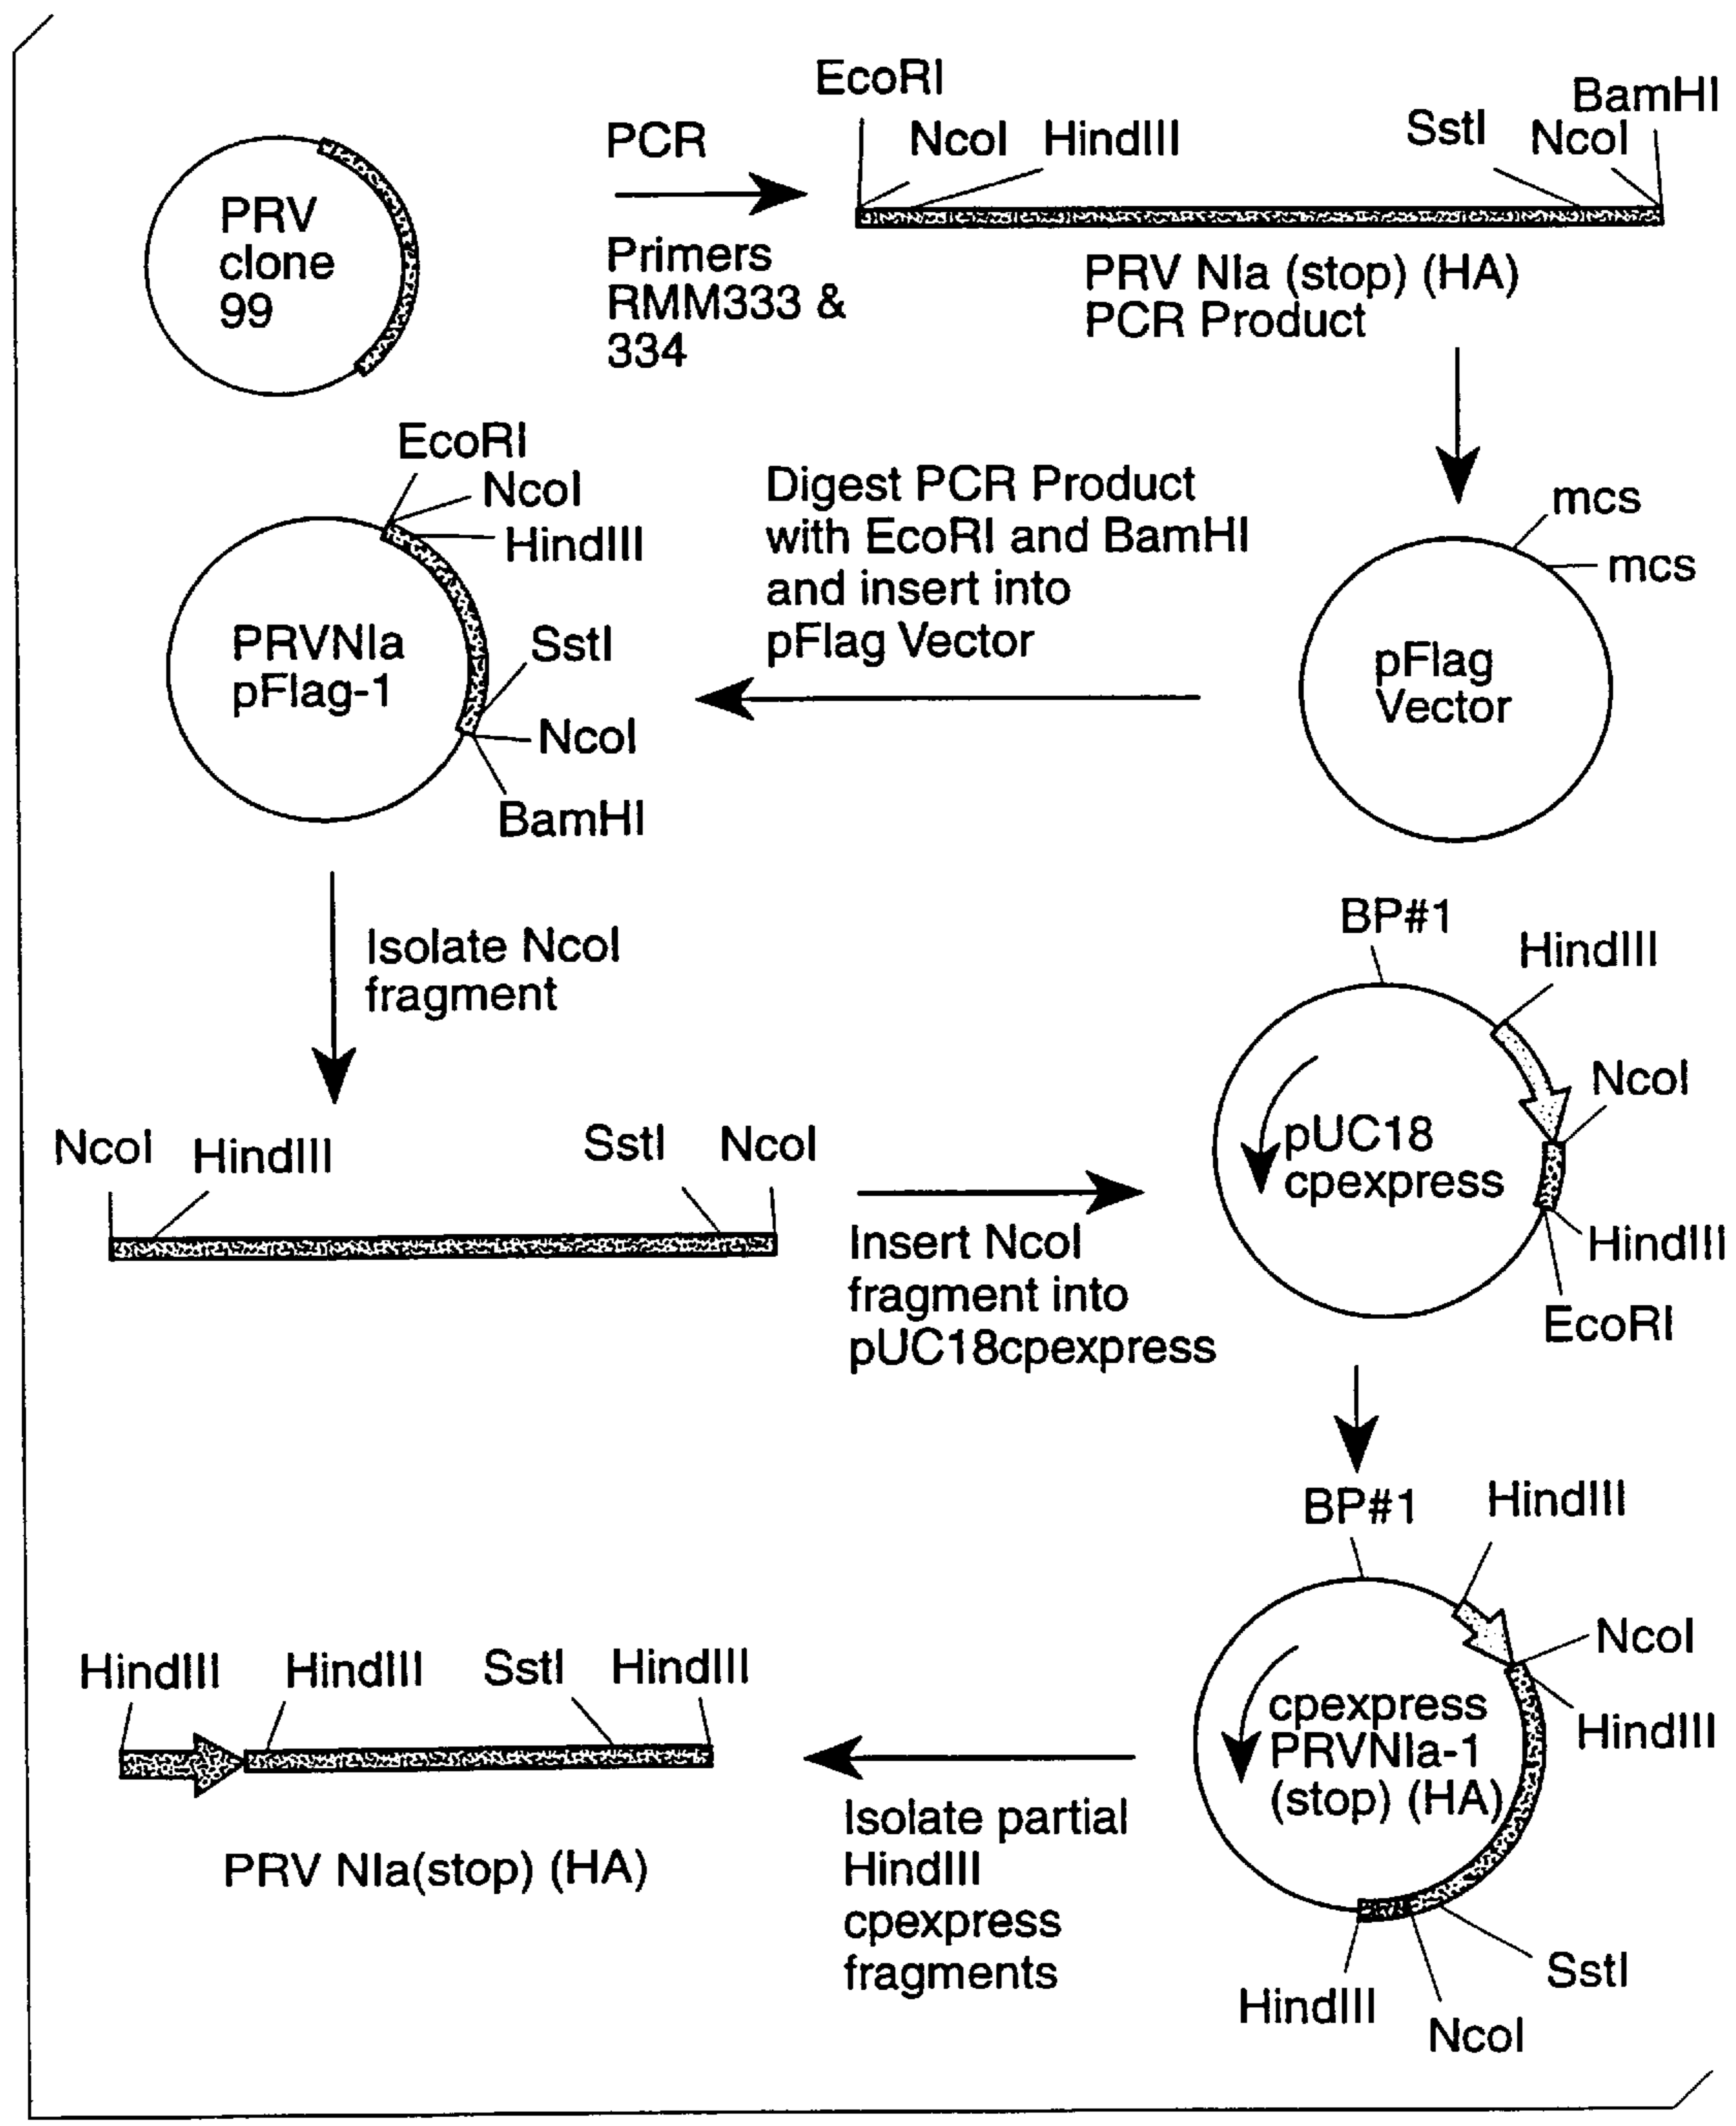 PRV
clone
99
PCR
Primers
RMM333 &
334
EcoRI
NcoI
HindIII
SstI
NcoI
BamHI
PRV NIa (stop) (HA)
PCR Product
mcs
mcs
pFlag
Vector
Digest PCR Product
with EcoRI and BamHI
and insert into
pFlag Vector
EcoRI
NcoI
HindIII
PRVNIa
pFlag-1
SstI
NcoI
BamHI
Isolate NcoI
fragment
NcoI
HindIII
SstI
NcoI
Insert NcoI
fragment into
pUC18cpexpress
BP#1
HindIII
NcoI
pUC18
cpexpress
HindIII
EcoRI
BP#1
HindIII
NcoI
cpexpress
PRVNIa-1
(stop) (HA)
HindIII
SstI
NcoI
HindIII
Isolate partial
HindIII
cpexpress
fragments
HindIII
HindIII
SstI
HindIII
PRV NIa(stop) (HA)